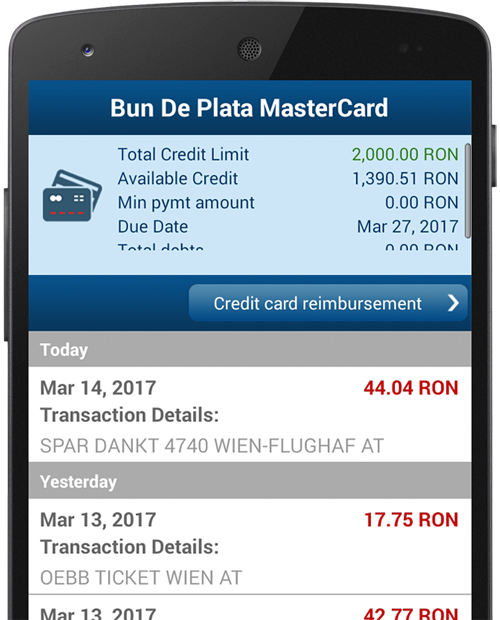 Bun De Plata MasterCard
Total Credit Limit 2,000.00 RON
Available Credit 1,390.51 RON
Min pymt amount 0.00 RON
Due Date Mar 27, 2017
Total debts 0.00 RON
Credit card reimbursement
Today
Mar 14, 2017 44.04 RON
Transaction Details:
SPAR DANKT 4740 WIEN-FLUGHAF AT
Yesterday
Mar 13, 2017 17.75 RON
Transaction Details:
OEBB TICKET WIEN AT
Mar 13, 2017 42.77 RON